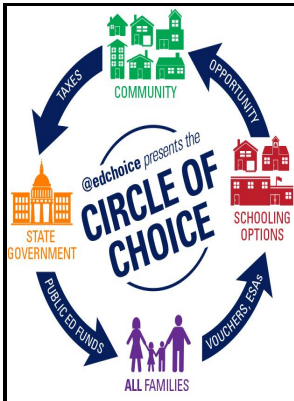 COMMUNITY
TAXES
OPPORTUNITY
@edchoice presents the
CIRCLE OF
CHOICE
STATE
GOVERNMENT
SCHOOLING
OPTIONS
PUBLIC ED FUNDS
VOUCHERS, ESAs
ALL FAMILIES